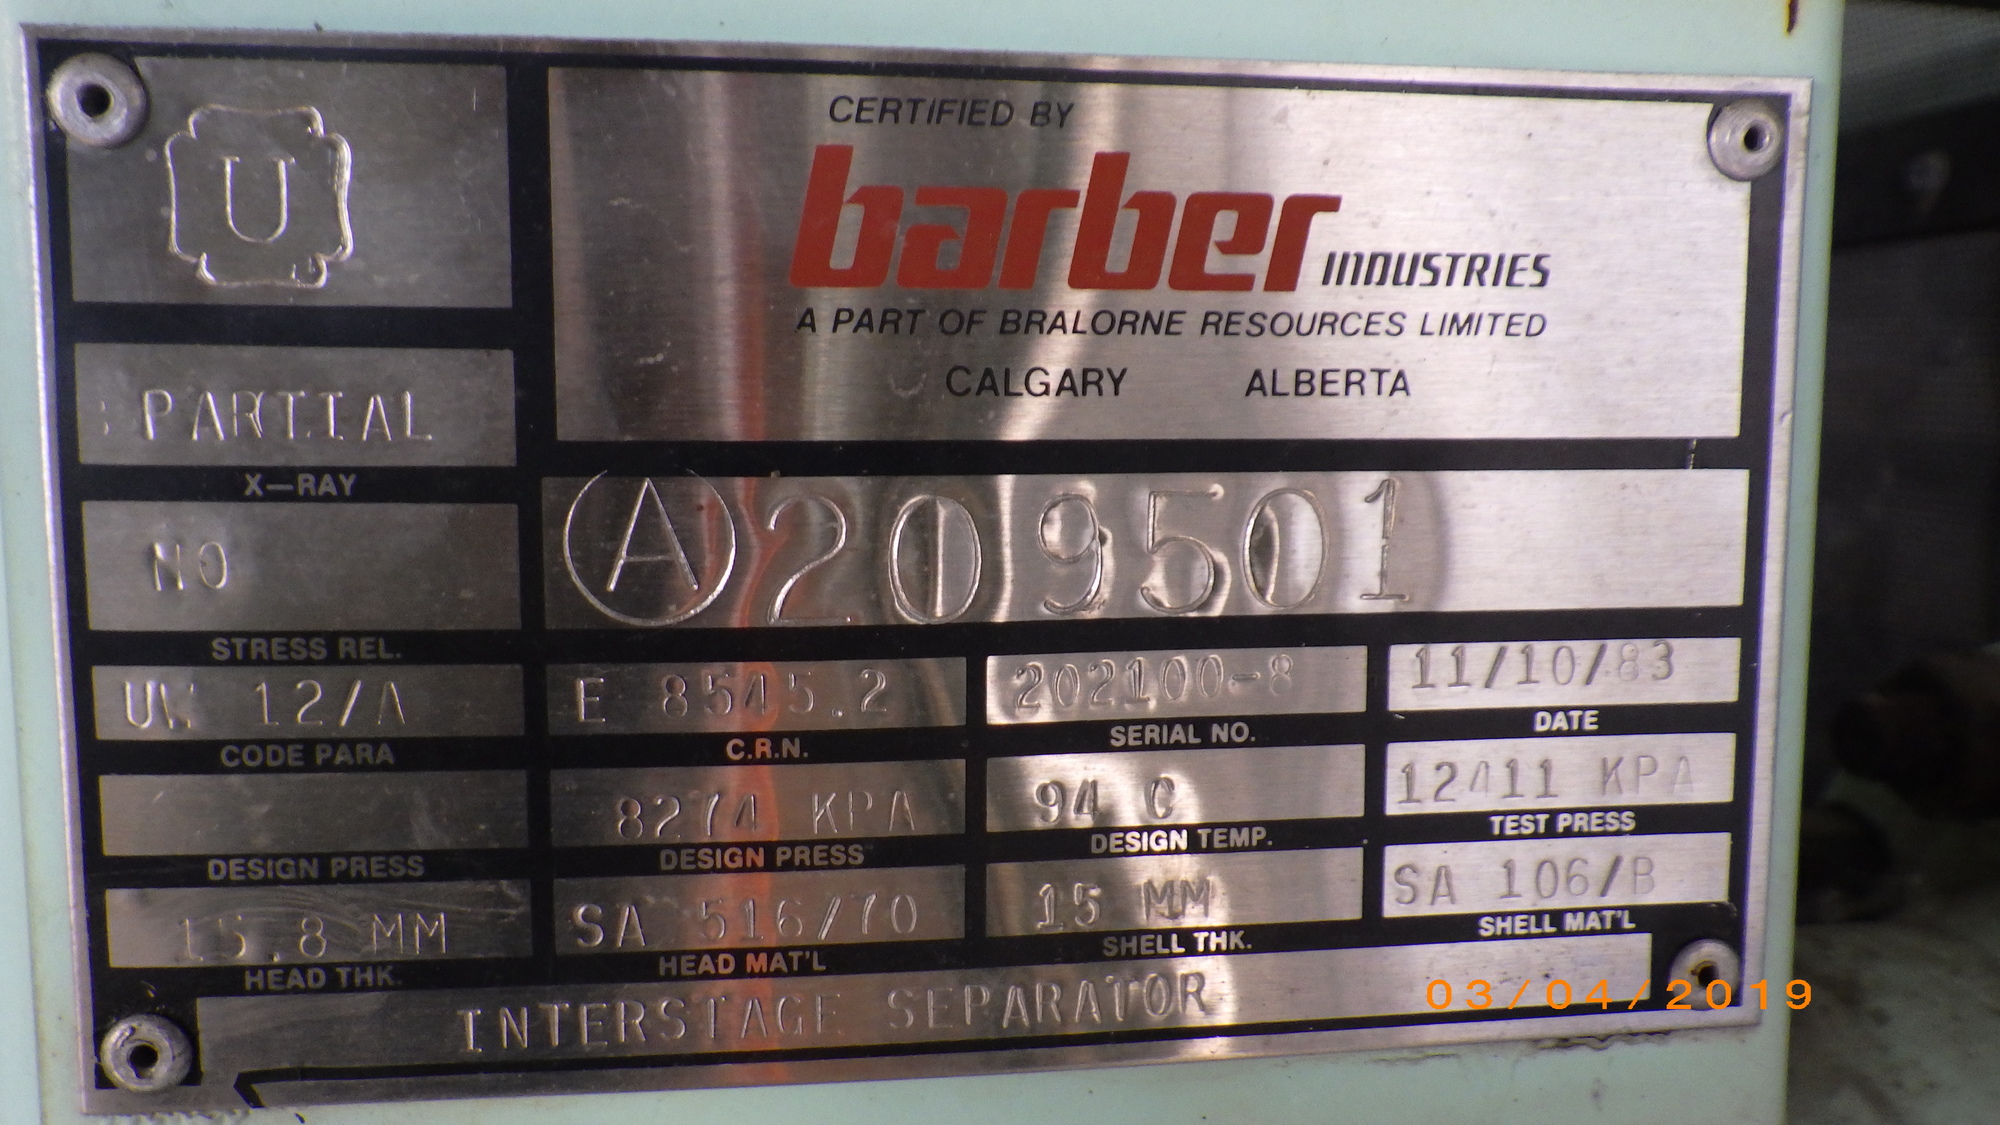 U
CERTIFIED BY
barber INDUSTRIES
A PART OF BRALORNE RESOURCES LIMITED
CALGARY ALBERTA
PARTIAL
X-RAY
A 209501
NO
STRESS REL.
UW 12/A
CODE PARA
E 8545.2
C.R.N.
202100-8
SERIAL NO.
11/10/83
DATE
DESIGN PRESS
8274 KPA
DESIGN PRESS
94 C
DESIGN TEMP.
12411 KPA
TEST PRESS
15.8 MM
HEAD THK.
SA 516/70
HEAD MAT'L
15 MM
SHELL THK.
SA 106/B
SHELL MAT'L
INTERSTAGE SEPARATOR
03/04/2019